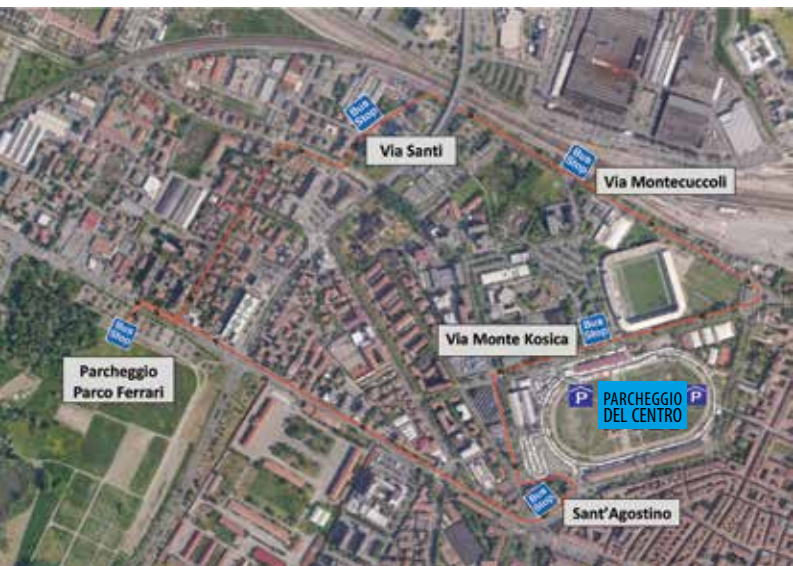 Bus
Stop
Via Santi
Bus
Stop
Via Montecuccoli
Bus
Stop
Parcheggio
Parco Ferrari
Via Monte Kosica
Bus
Stop
P
PARCHEGGIO
DEL CENTRO
P
Bus
Stop
Sant'Agostino